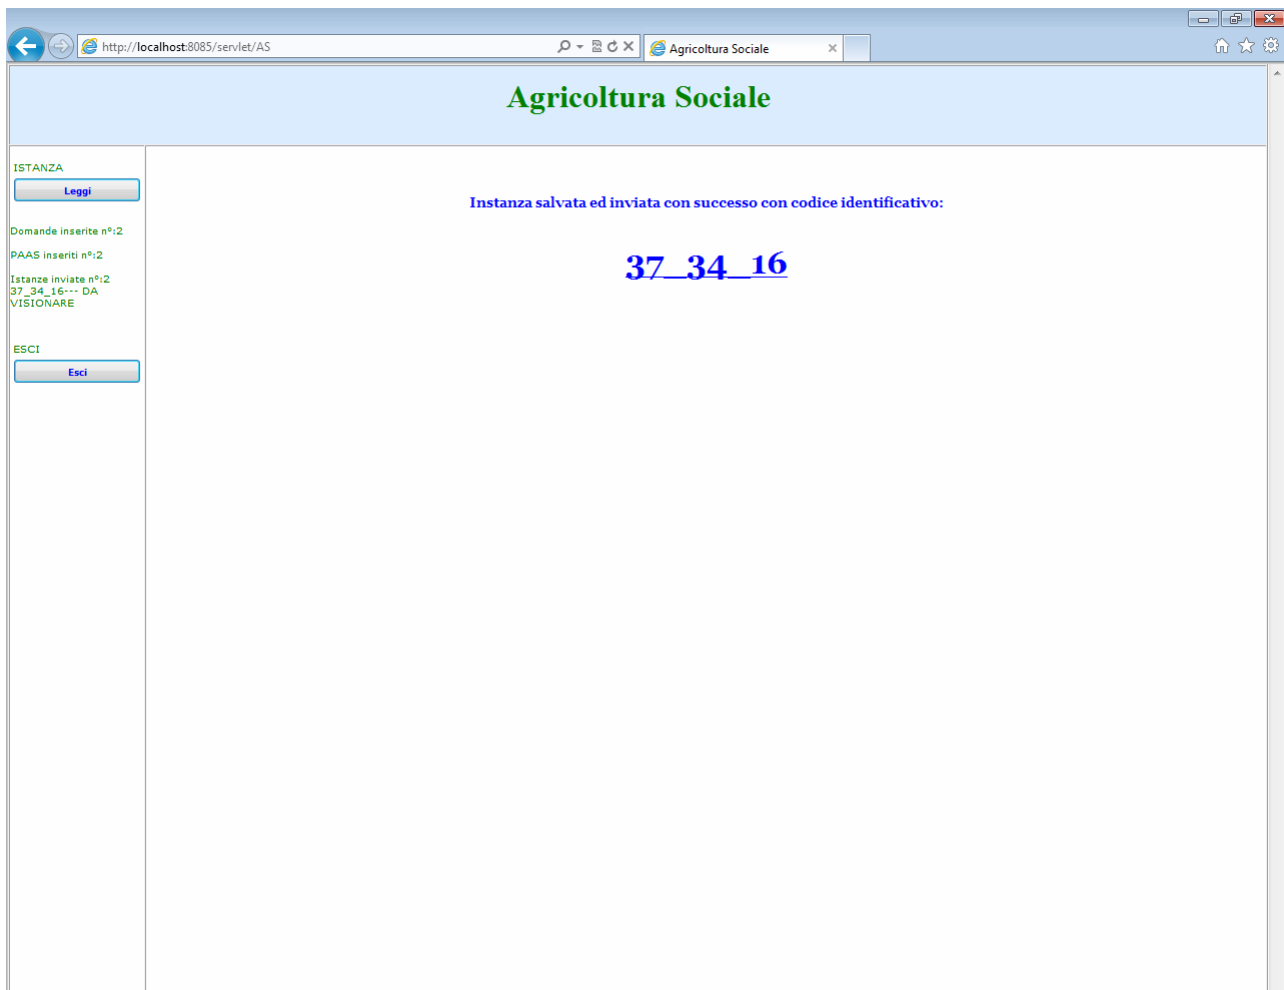 http://localhost:8085/servlet/AS
Agricoltura Sociale
Agricoltura Sociale
ISTANZA
Leggi
Domande inserite n°:2
PAAS inseriti n°:2
Istanze inviate n°:2
37_34_16--- DA
VISIONARE
ESCI
Esci
Instanza salvata ed inviata con successo con codice identificativo:
37_34_16